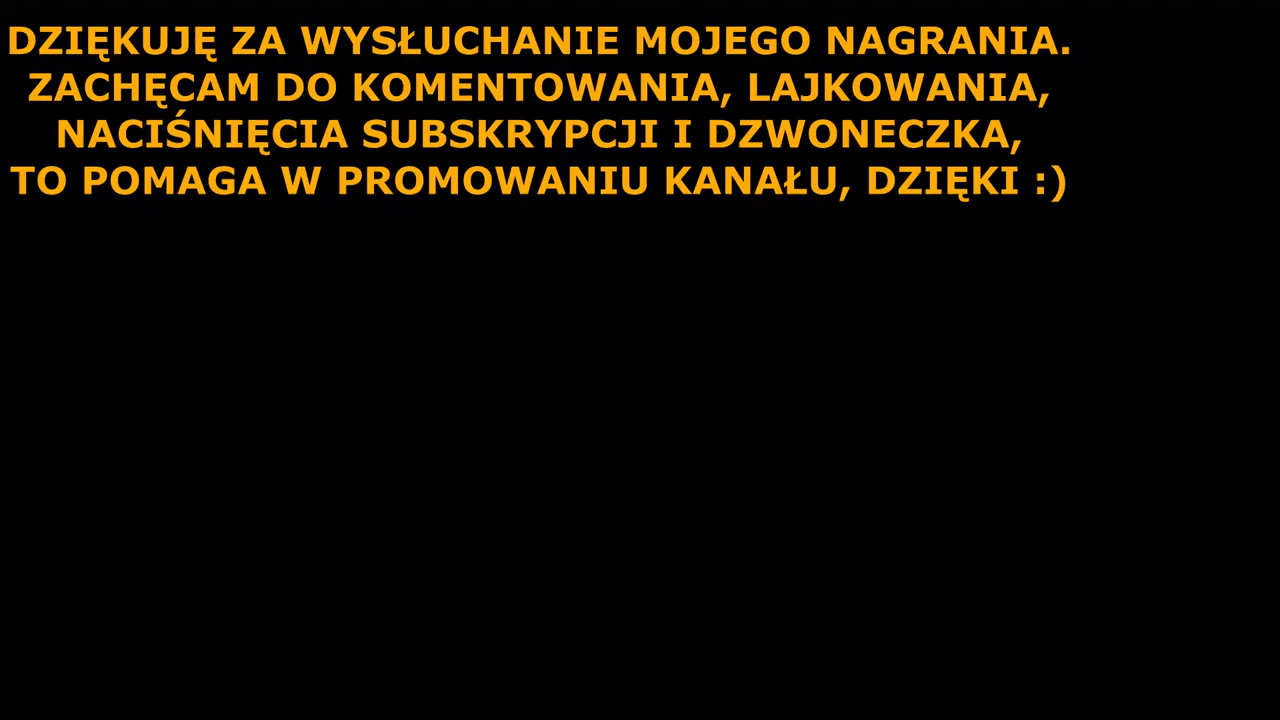 DZIĘKUJĘ ZA WYSŁUCHANIE MOJEGO NAGRANIA.
ZACHĘCAM DO KOMENTOWANIA, LAJKOWANIA,
NACIŚNIĘCIA SUBSKRYPCJI I DZWONECZKA,
TO POMAGA W PROMOWANIU KANAŁU, DZIĘKI :)